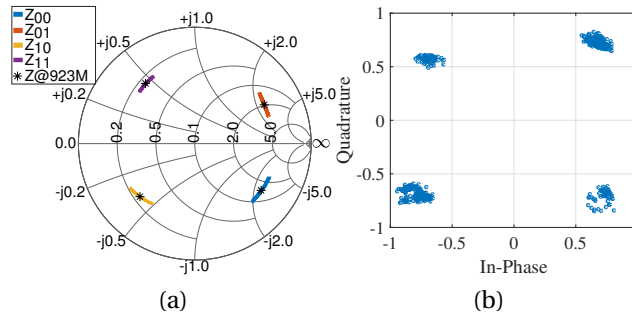 Z00
Z01
Z10
Z11
Z@923M
+j1.0
+j0.5
+j2.0
+j0.2
+j5.0
0.0
0.2
0.5
0.1
2.0
5.0
∞
-j0.2
-j5.0
-j0.5
-j2.0
-j1.0
(a)
1
0.5
0
-0.5
-1
Quadrature
-1
-0.5
0
0.5
In-Phase
(b)